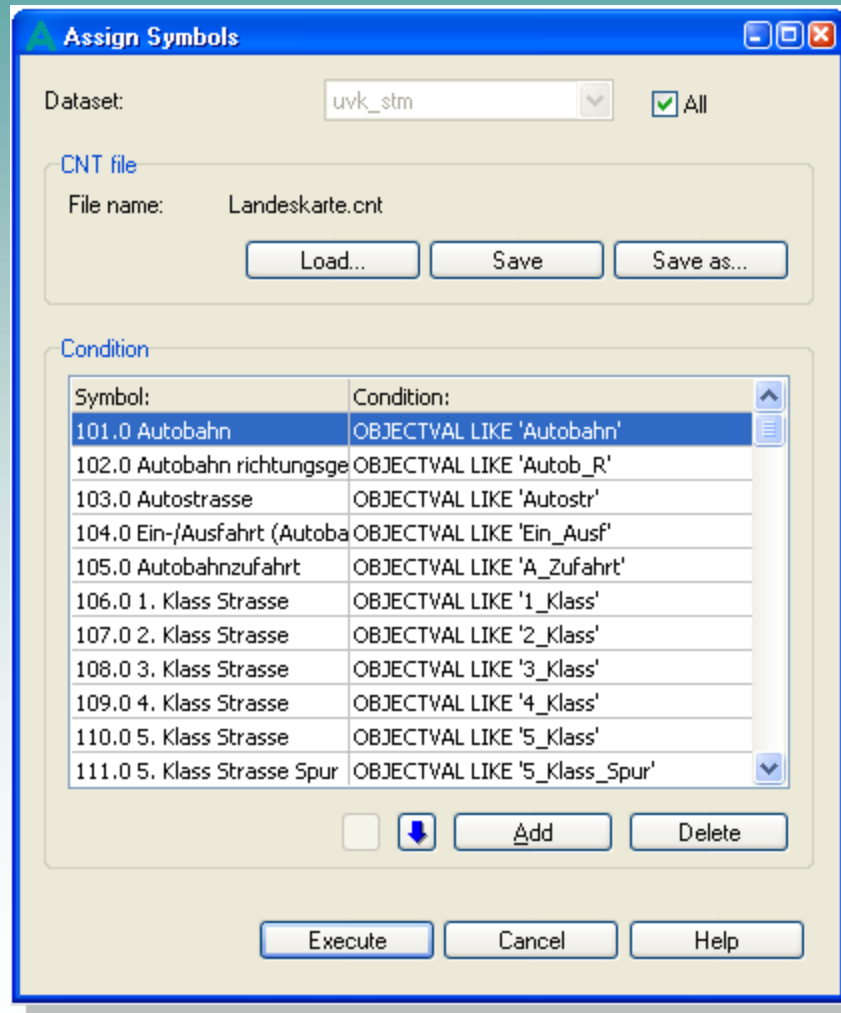 Assign Symbols
Dataset: uvk_stm All
CNT file
File name: Landeskarte.cnt
Load... Save Save as...
Condition
Symbol: Condition:
101.0 Autobahn OBJECTVAL LIKE 'Autobahn'
102.0 Autobahn richtungsge OBJECTVAL LIKE 'Autob_R'
103.0 Autostrasse OBJECTVAL LIKE 'Autostr'
104.0 Ein-/Ausfahrt (Autoba OBJECTVAL LIKE 'Ein_Ausf'
105.0 Autobahnzufahrt OBJECTVAL LIKE 'A_Zufahrt'
106.0 1. Klass Strasse OBJECTVAL LIKE '1_Klass'
107.0 2. Klass Strasse OBJECTVAL LIKE '2_Klass'
108.0 3. Klass Strasse OBJECTVAL LIKE '3_Klass'
109.0 4. Klass Strasse OBJECTVAL LIKE '4_Klass'
110.0 5. Klass Strasse OBJECTVAL LIKE '5_Klass'
111.0 5. Klass Strasse Spur OBJECTVAL LIKE '5_Klass_Spur'
Add Delete
Execute Cancel Help